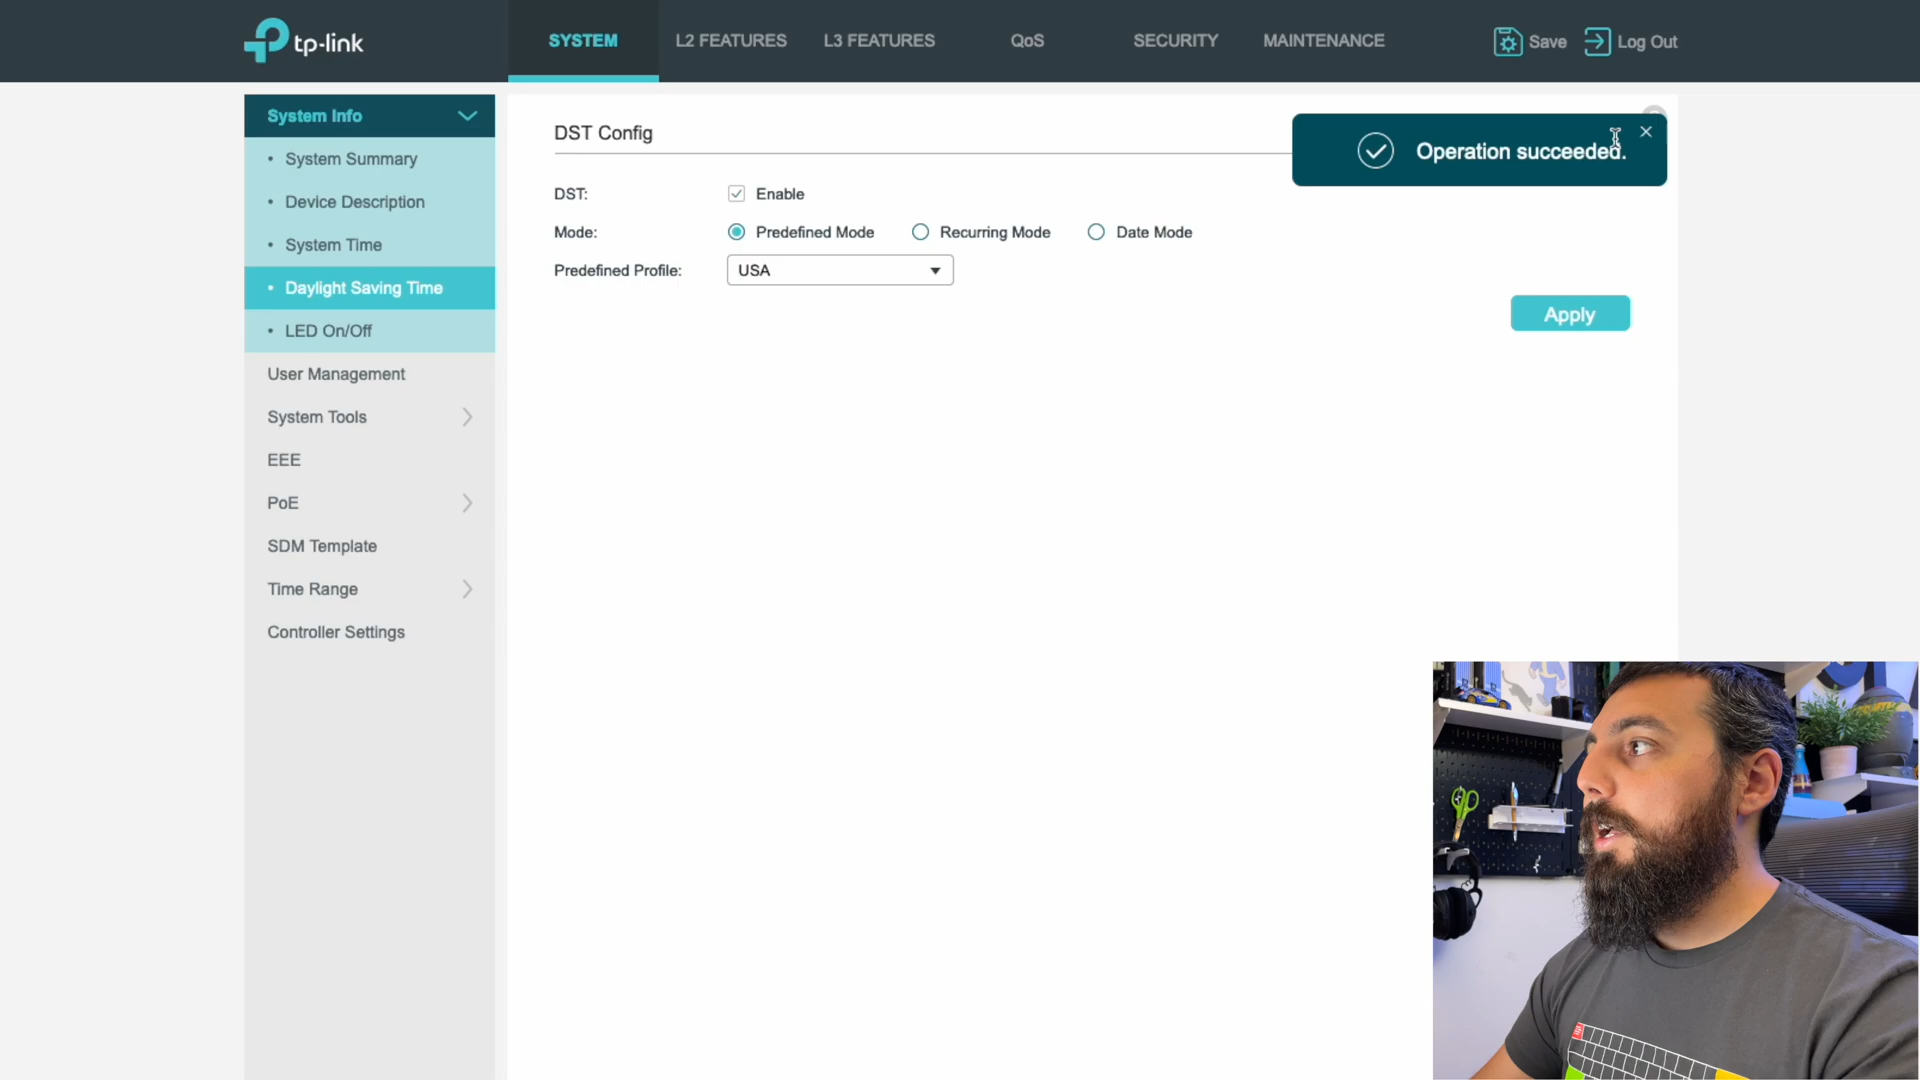 tp-link
SYSTEM
L2 FEATURES
L3 FEATURES
QoS
SECURITY
MAINTENANCE
Save
Log Out
System Info
• System Summary
• Device Description
• System Time
• Daylight Saving Time
• LED On/Off
User Management
System Tools
EEE
PoE
SDM Template
Time Range
Controller Settings
DST Config
Operation succeeded.
DST:
Enable
Mode:
Predefined Mode
Recurring Mode
Date Mode
Predefined Profile:
USA
Apply